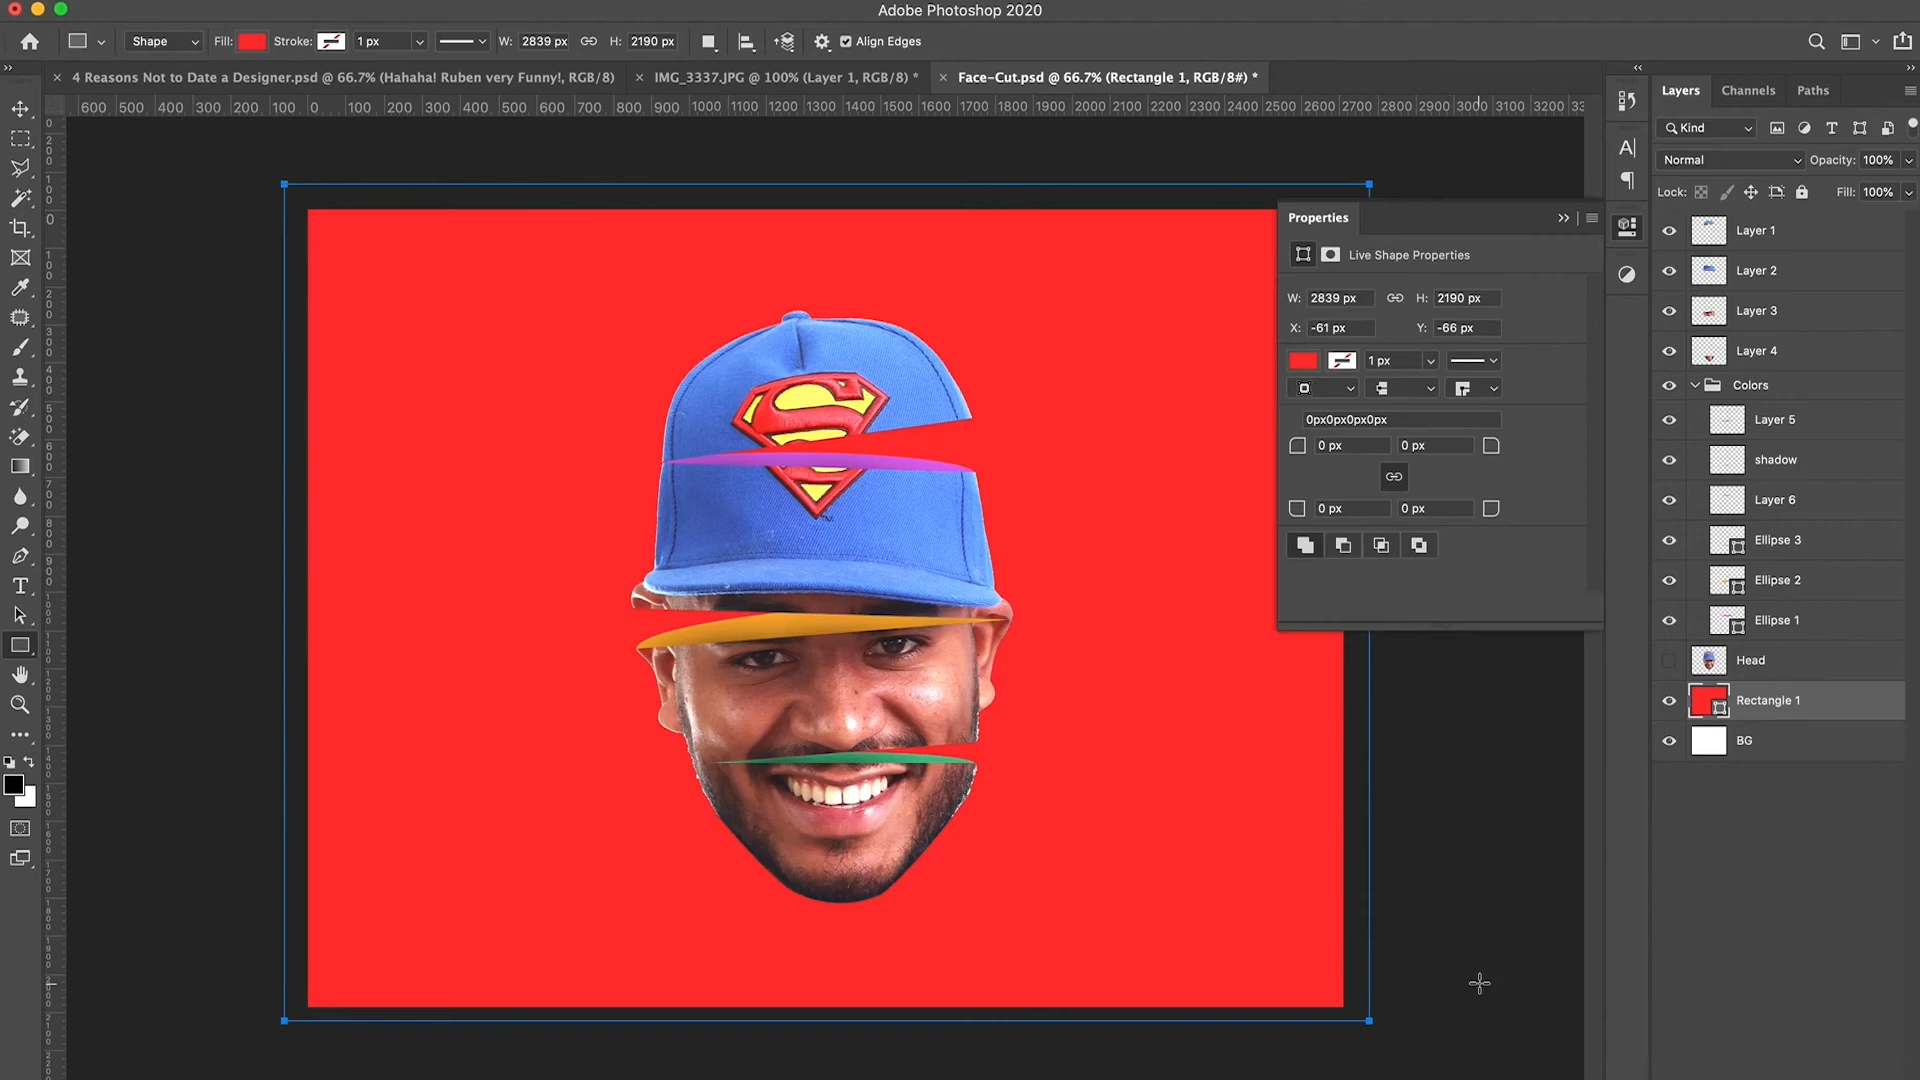 Adobe Photoshop 2020
Shape Fill: Stroke: 1 px W: 2839 px H: 2190 px Align Edges
4 Reasons Not to Date a Designer.psd @ 66.7% (Hahaha! Ruben very Funny!, RGB/8) IMG_3337.JPG @ 100% (Layer 1, RGB/8) * Face-Cut.psd @ 66.7% (Rectangle 1, RGB/8#) *
600 500 400 300 200 100 0 100 200 300 400 500 600 700 800 900 1000 1100 1200 1300 1400 1500 1600 1700 1800 1900 2000 2100 2200 2300 2400 2500 2600 2700 2800 2900 3000 3100 3200
Layers Channels Paths
Kind
Normal Opacity: 100%
Lock: Fill: 100%
Layer 1
Layer 2
Layer 3
Layer 4
Colors
Layer 5
shadow
Layer 6
Ellipse 3
Ellipse 2
Ellipse 1
Head
Rectangle 1
BG
Properties
Live Shape Properties
W: 2839 px H: 2190 px
X: -61 px Y: -66 px
1 px
0px0px0px0px
0 px 0 px
0 px 0 px